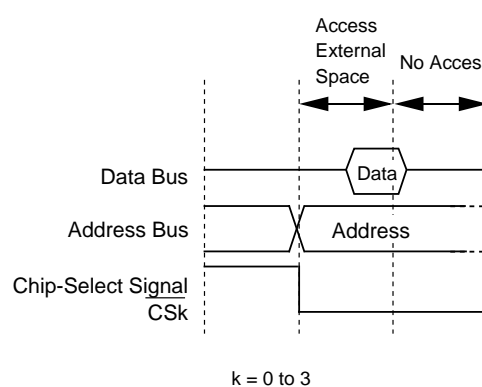 Access
External
Space
No Acces
Data Bus
Data
Address Bus
Address
Chip-Select Signal
CSk
k = 0 to 3